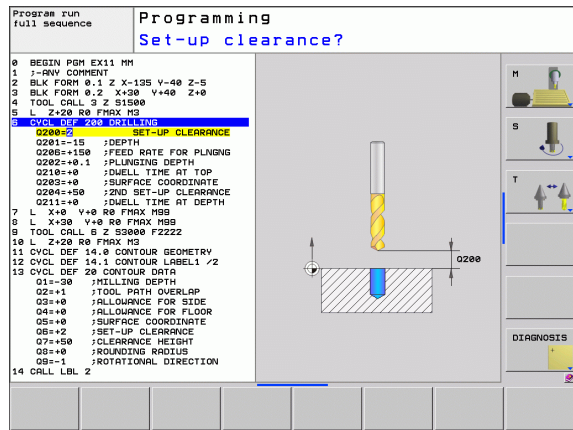 Program run
full sequence
Programming
Set-up clearance?
0 BEGIN PGM EX11 MM
1 ;-ANY COMMENT
2 BLK FORM 0.1 Z X-135 Y-40 Z-5
3 BLK FORM 0.2 X+30 Y+40 Z+0
4 TOOL CALL 3 Z S1500
5 L Z+20 R0 FMAX M3
6 CYCL DEF 200 DRILLING
Q200=2 SET-UP CLEARANCE
Q201=-15 ;DEPTH
Q206=+150 ;FEED RATE FOR PLNGNG
Q202=+0.1 ;PLUNGING DEPTH
Q210=+0 ;DWELL TIME AT TOP
Q203=+0 ;SURFACE COORDINATE
Q204=+50 ;2ND SET-UP CLEARANCE
Q211=+0 ;DWELL TIME AT DEPTH
7 L X+0 Y+0 R0 FMAX M99
8 L X+30 Y+0 R0 FMAX M99
9 TOOL CALL 6 Z S3000 F2222
10 L Z+20 R0 FMAX M3
11 CYCL DEF 14.0 CONTOUR GEOMETRY
12 CYCL DEF 14.1 CONTOUR LABEL1 /2
13 CYCL DEF 20 CONTOUR DATA
Q1=-30 ;MILLING DEPTH
Q2=+1 ;TOOL PATH OVERLAP
Q3=+0 ;ALLOWANCE FOR SIDE
Q4=+0 ;ALLOWANCE FOR FLOOR
Q5=+0 ;SURFACE COORDINATE
Q6=+2 ;SET-UP CLEARANCE
Q7=+50 ;CLEARANCE HEIGHT
Q8=+0 ;ROUNDING RADIUS
Q9=-1 ;ROTATIONAL DIRECTION
14 CALL LBL 2
Q200
M
S
T
DIAGNOSIS